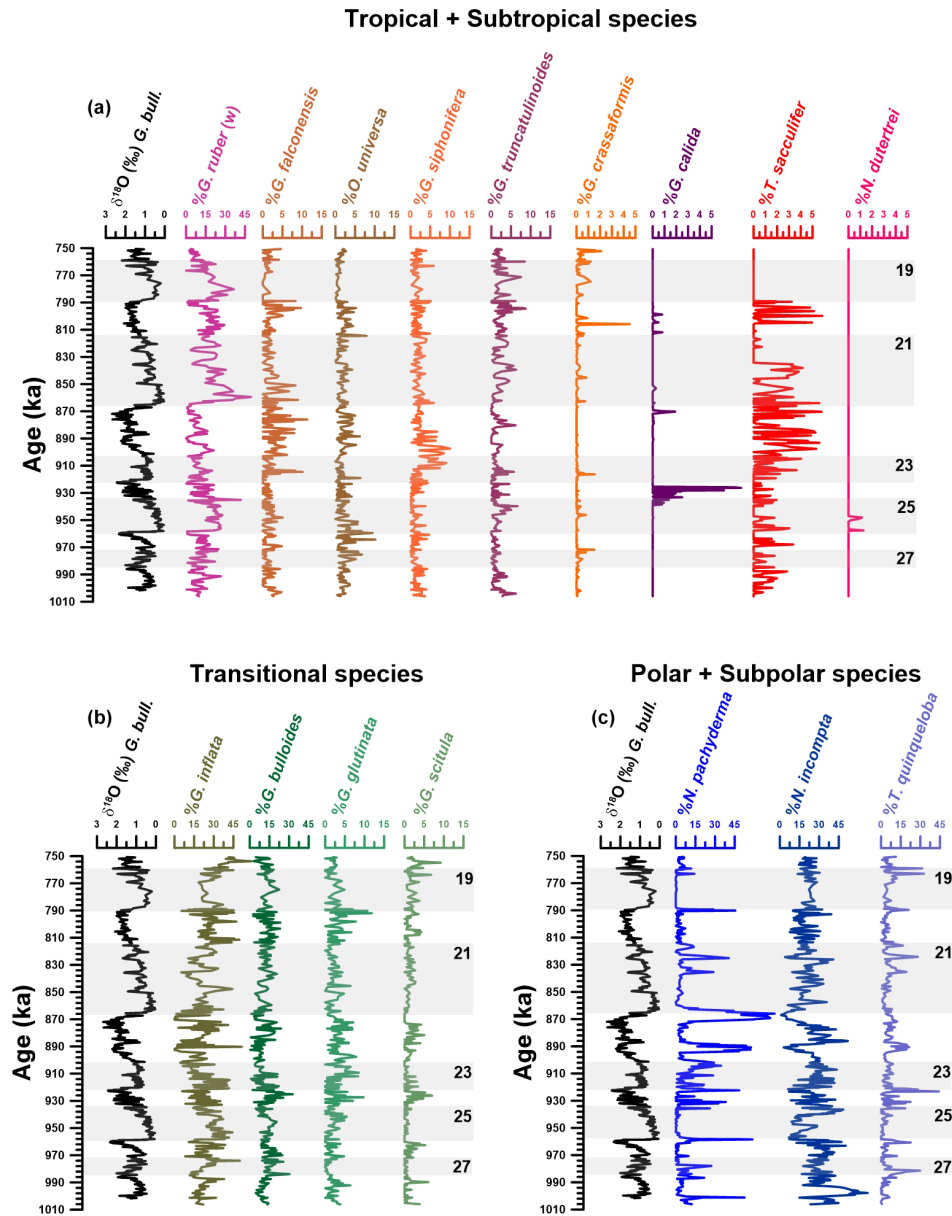 Tropical + Subtropical species
(a)
δ18O (‰) G. bull.
%G. ruber (w)
%G. falconensis
%O. universa
%G. siphonifera
%G. truncatulinoides
%G. crassaformis
%G. calida
%T. sacculifer
%N. dutertrei
3 2 1 0
0 15 30 45
0 5 10 15
0 5 10 15
0 5 10 15
0 5 10 15
0 1 2 3 4 5
0 1 2 3 4 5
0 1 2 3 4 5
0 1 2 3 4 5
Age (ka)
750
770
790
810
830
850
870
890
910
930
950
970
990
1010
19
21
23
25
27
Transitional species
(b)
δ18O (‰) G. bull.
%G. inflata
%G. bulloides
%G. glutinata
%G. scitula
3 2 1 0
0 15 30 45
0 15 30 45
0 5 10 15
0 5 10 15
Age (ka)
750
770
790
810
830
850
870
890
910
930
950
970
990
1010
19
21
23
25
27
Polar + Subpolar species
(c)
δ18O (‰) G. bull.
%N. pachyderma
%N. incompta
%T. quinqueloba
3 2 1 0
0 15 30 45
0 15 30 45
0 15 30 45
Age (ka)
750
770
790
810
830
850
870
890
910
930
950
970
990
1010
19
21
23
25
27